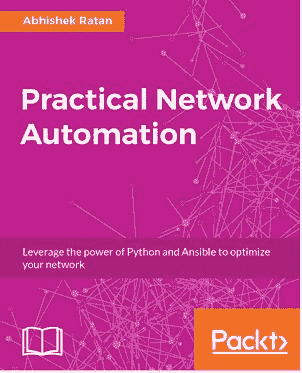 Abhishek Ratan
Practical Network
Automation
Leverage the power of Python and Ansible to optimize
your network
Packt>